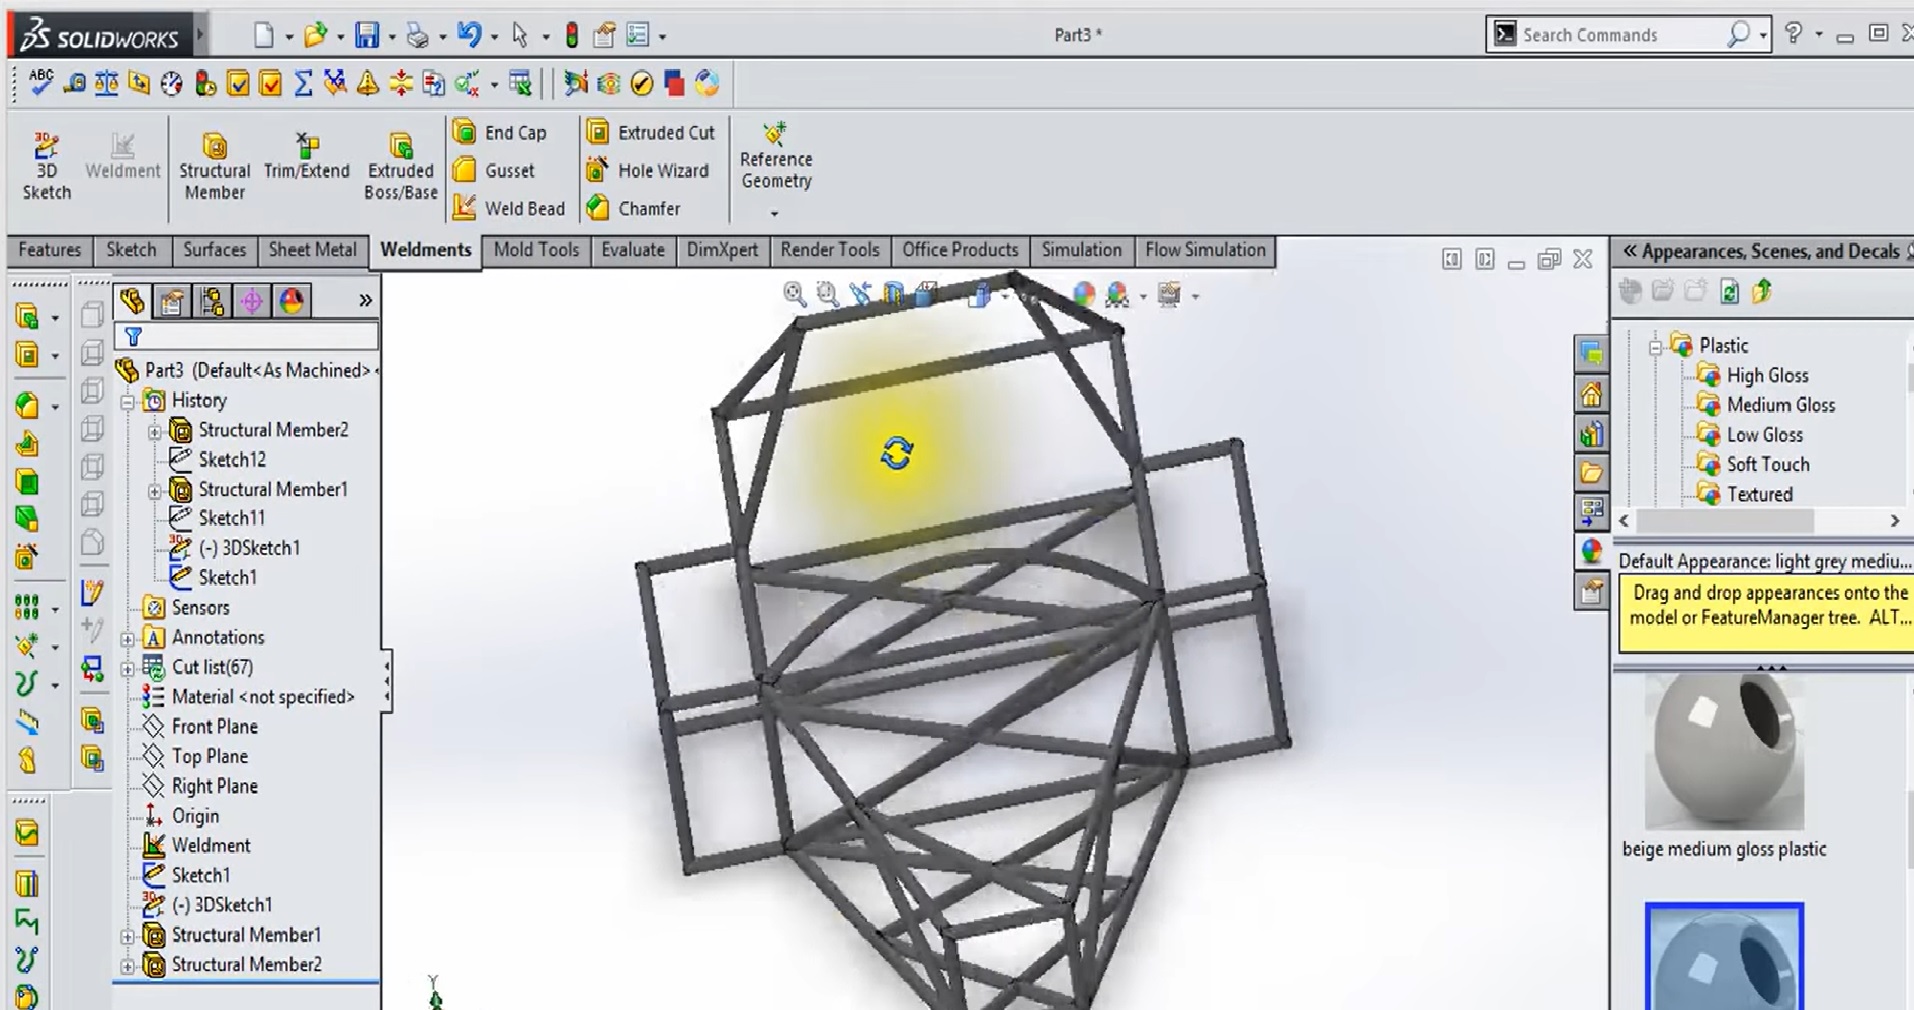 SOLIDWORKS
Part3 *
Search Commands
?
ABC
3D
Sketch
Weldment
Structural
Member
Trim/Extend
Extruded
Boss/Base
End Cap
Gusset
Weld Bead
Extruded Cut
Hole Wizard
Chamfer
Reference
Geometry
Features
Sketch
Surfaces
Sheet Metal
Weldments
Mold Tools
Evaluate
DimXpert
Render Tools
Office Products
Simulation
Flow Simulation
« Appearances, Scenes, and Decals
»
Part3 (Default<As Machined>
History
Structural Member2
Sketch12
Structural Member1
Sketch11
3D (-) 3DSketch1
Sketch1
Sensors
A Annotations
Cut list(67)
Material <not specified>
Front Plane
Top Plane
Right Plane
Origin
Weldment
Sketch1
3D (-) 3DSketch1
Structural Member1
Structural Member2
Y
Plastic
High Gloss
Medium Gloss
Low Gloss
Soft Touch
Textured
Default Appearance: light grey mediu...
Drag and drop appearances onto the
model or FeatureManager tree. ALT...
beige medium gloss plastic